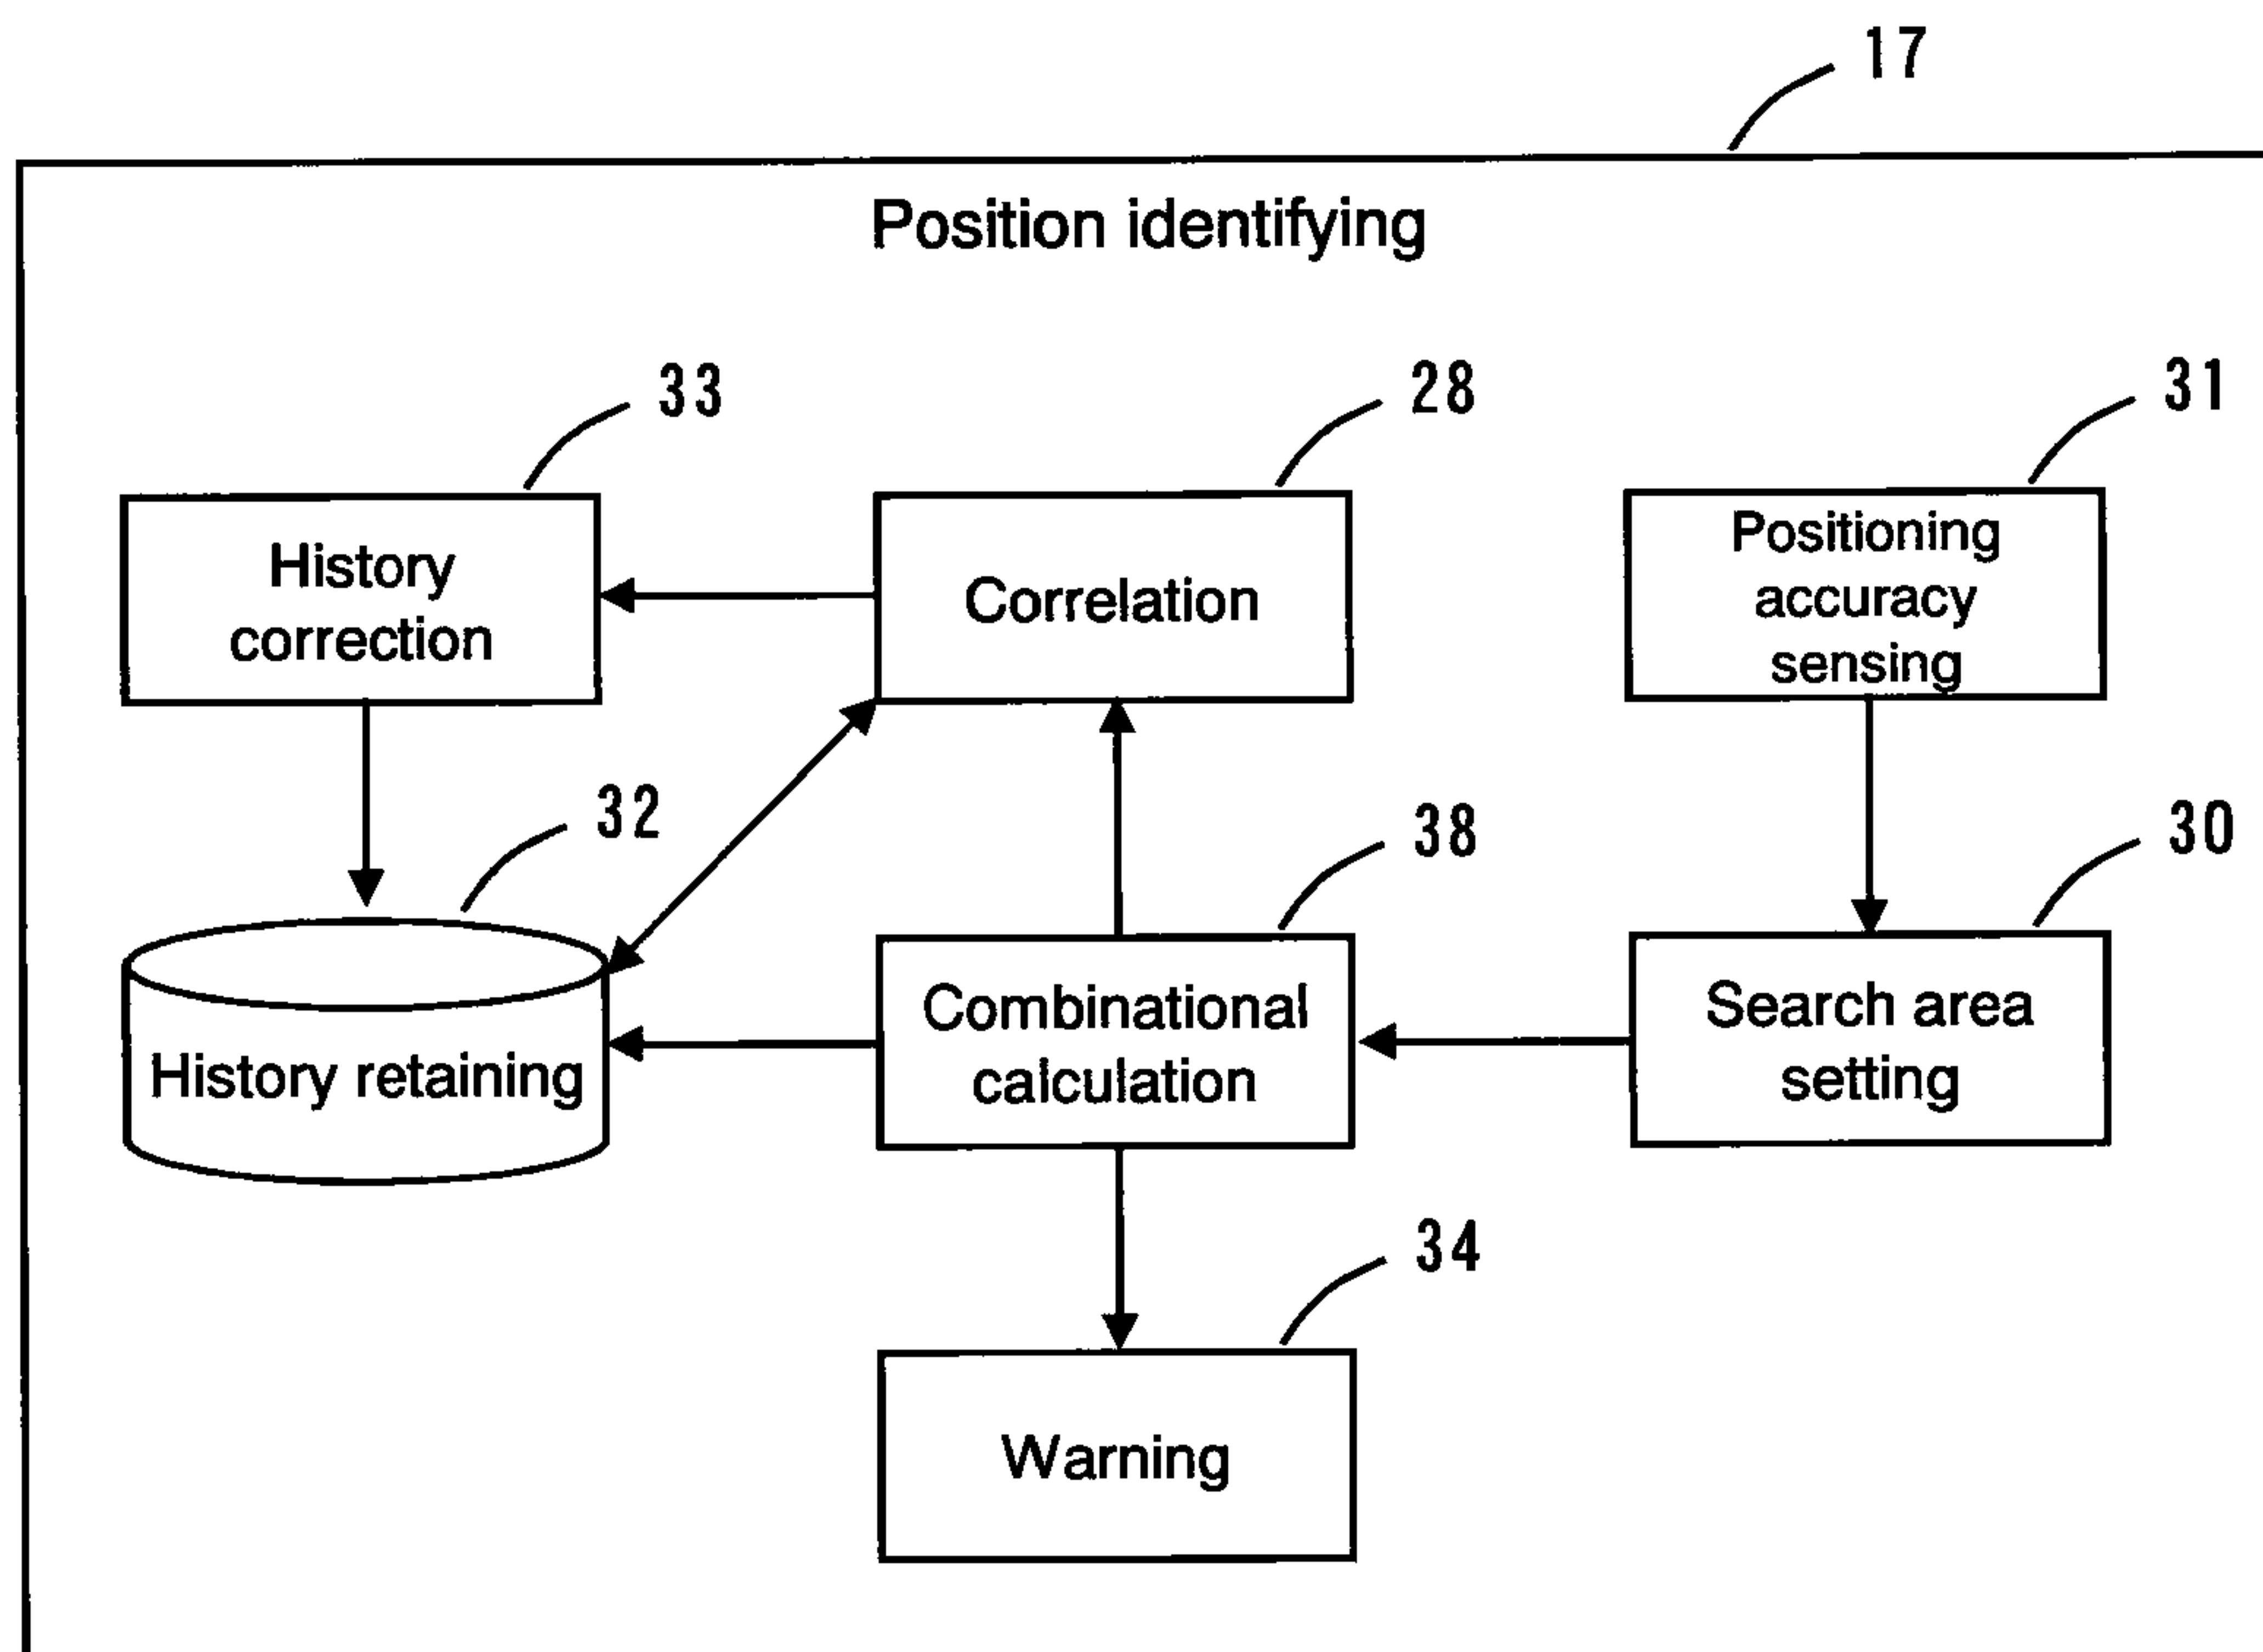 17
Position identifying
33
28
31
History
correction
Correlation
Positioning
accuracy
sensing
32
38
30
History retaining
Combinational
calculation
Search area
setting
34
Warning